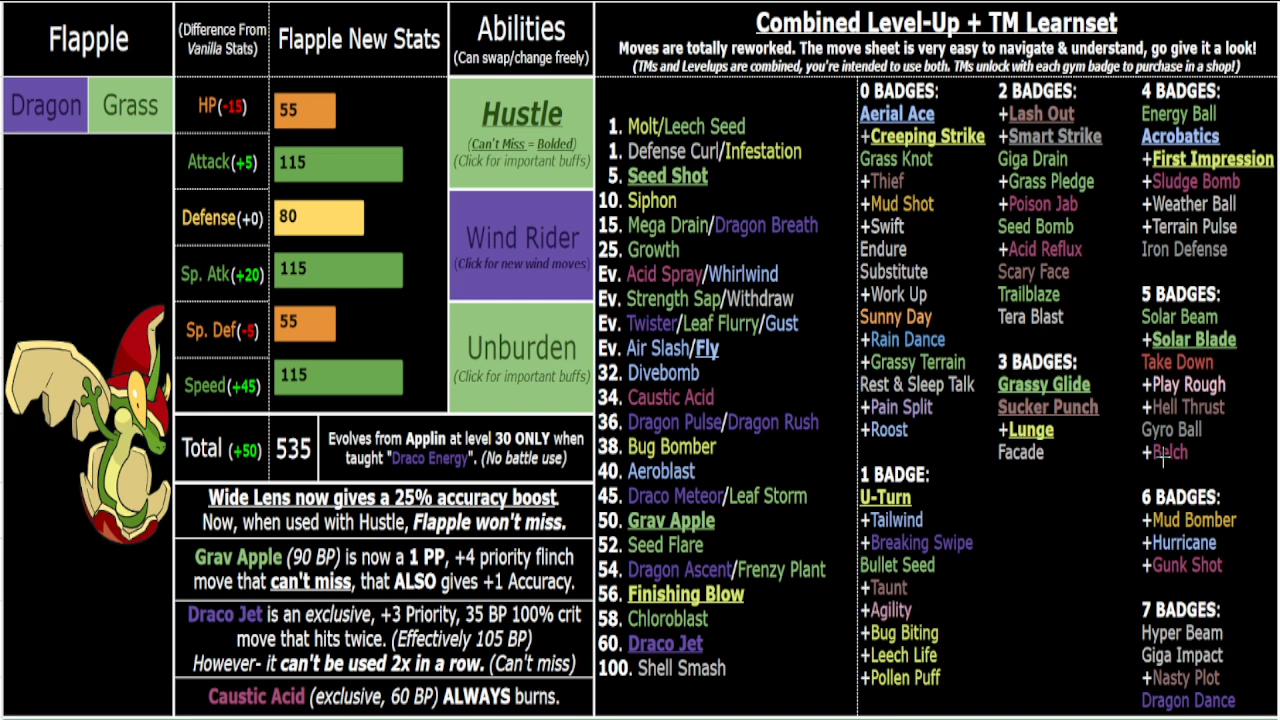 Flapple
Dragon
Grass
(Difference From
Vanilla Stats)
Flapple New Stats
HP(-15)
55
Attack(+5)
115
Defense(+0)
80
Sp. Atk(+20)
115
Sp. Def(-5)
55
Speed(+45)
115
Total (+50)
535
Evolves from Applin at level 30 ONLY when
taught "Draco Energy". (No battle use)
Wide Lens now gives a 25% accuracy boost.
Now, when used with Hustle, Flapple won't miss.
Grav Apple (90 BP) is now a 1 PP, +4 priority flinch
move that can't miss, that ALSO gives +1 Accuracy.
Draco Jet is an exclusive, +3 Priority, 35 BP 100% crit
move that hits twice. (Effectively 105 BP)
However- it can't be used 2x in a row. (Can't miss)
Caustic Acid (exclusive, 60 BP) ALWAYS burns.
Abilities
(Can swap/change freely)
Hustle
(Can't Miss = Bolded)
(Click for important buffs)
Wind Rider
(Click for new wind moves)
Unburden
(Click for important buffs)
Combined Level-Up + TM Learnset
Moves are totally reworked. The move sheet is very easy to navigate & understand, go give it a look!
(TMs and Levelups are combined, you're intended to use both. TMs unlock with each gym badge to purchase in a shop!)
1. Molt/Leech Seed
1. Defense Curl/Infestation
5. Seed Shot
10. Siphon
15. Mega Drain/Dragon Breath
25. Growth
Ev. Acid Spray/Whirlwind
Ev. Strength Sap/Withdraw
Ev. Twister/Leaf Flurry/Gust
Ev. Air Slash/Fly
32. Divebomb
34. Caustic Acid
36. Dragon Pulse/Dragon Rush
38. Bug Bomber
40. Aeroblast
45. Draco Meteor/Leaf Storm
50. Grav Apple
52. Seed Flare
54. Dragon Ascent/Frenzy Plant
56. Finishing Blow
58. Chloroblast
60. Draco Jet
100. Shell Smash
0 BADGES:
Aerial Ace
+Creeping Strike
Grass Knot
+Thief
+Mud Shot
+Swift
Endure
Substitute
+Work Up
Sunny Day
+Rain Dance
+Grassy Terrain
Rest & Sleep Talk
+Pain Split
+Roost
1 BADGE:
U-Turn
+Tailwind
+Breaking Swipe
Bullet Seed
+Taunt
+Agility
+Bug Biting
+Leech Life
+Pollen Puff
2 BADGES:
+Lash Out
+Smart Strike
Giga Drain
+Grass Pledge
+Poison Jab
Seed Bomb
+Acid Reflux
Scary Face
Trailblaze
Tera Blast
3 BADGES:
Grassy Glide
Sucker Punch
+Lunge
Facade
4 BADGES:
Energy Ball
Acrobatics
+First Impression
+Sludge Bomb
+Weather Ball
+Terrain Pulse
Iron Defense
5 BADGES:
Solar Beam
+Solar Blade
Take Down
+Play Rough
+Hell Thrust
Gyro Ball
+Belch
6 BADGES:
+Mud Bomber
+Hurricane
+Gunk Shot
7 BADGES:
Hyper Beam
Giga Impact
+Nasty Plot
Dragon Dance